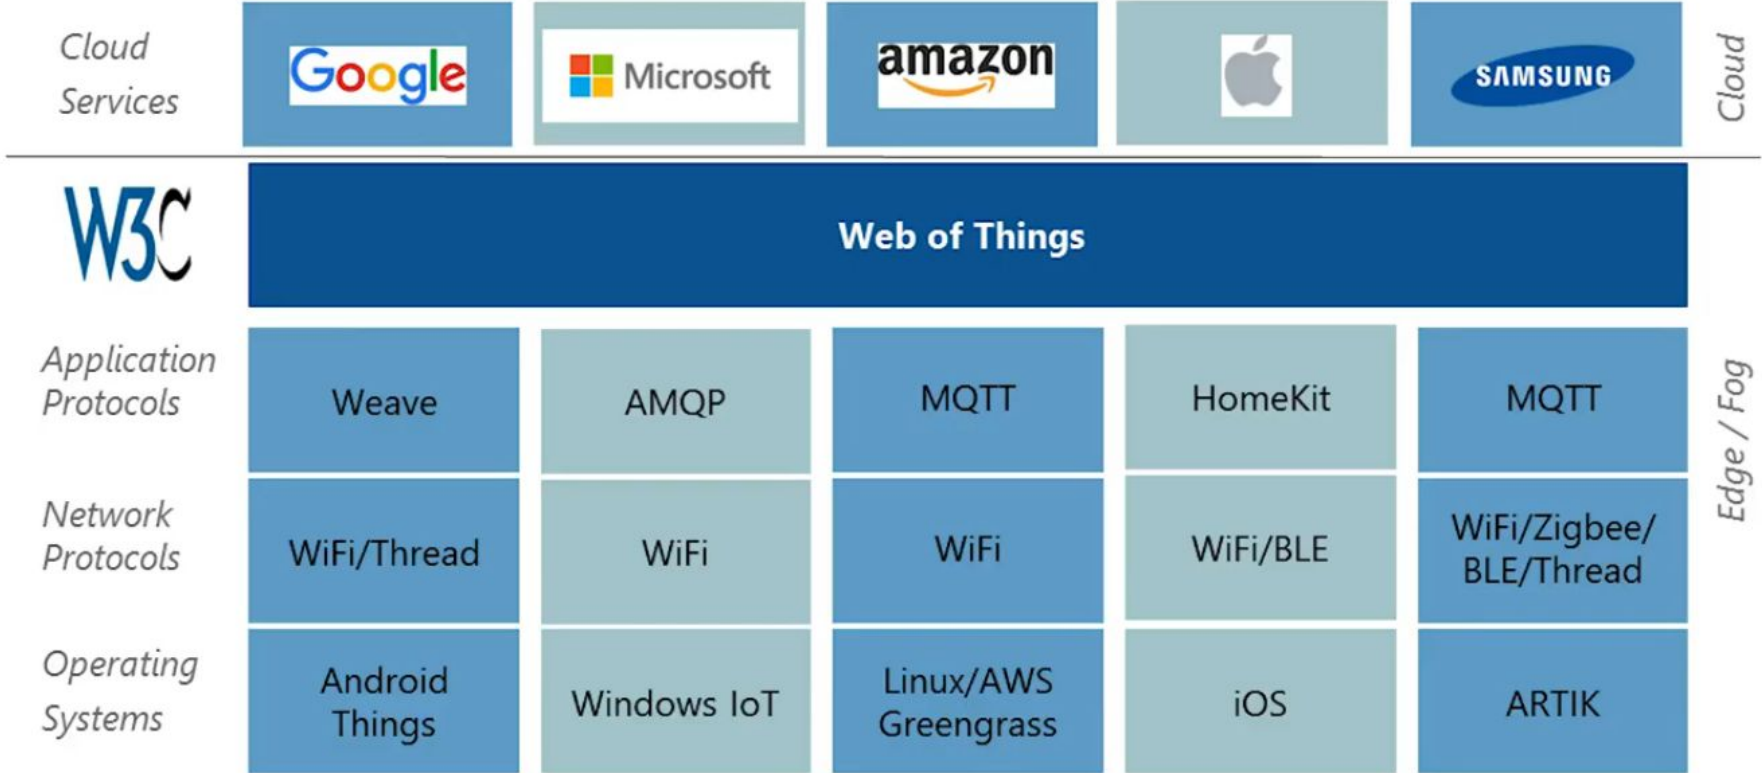 Cloud
Services
Google
Microsoft
amazon
SAMSUNG
Cloud
W3C
Web of Things
Application
Protocols
Weave
AMQP
MQTT
HomeKit
MQTT
Edge / Fog
Network
Protocols
WiFi/Thread
WiFi
WiFi
WiFi/BLE
WiFi/Zigbee/
BLE/Thread
Operating
Systems
Android
Things
Windows IoT
Linux/AWS
Greengrass
iOS
ARTIK